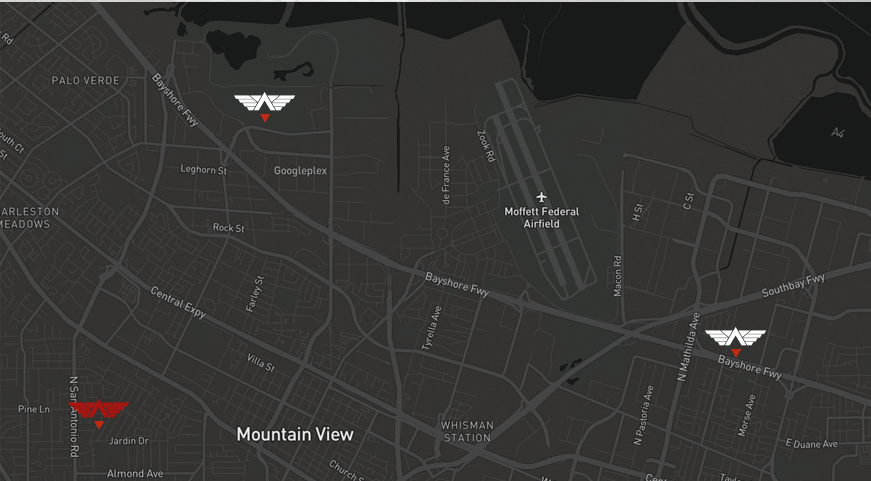 Rd
PALO VERDE
Bayshore Fwy
A4
Zook Rd
de France Ave
Leghorn St
Googleplex
C St
H St
Moffett Federal
Airfield
MEADOWS
Rock St
Macon Rd
Bayshore Fwy
Southbay Fwy
Central Expy
Farley St
Tyrella Ave
N Mathilda Ave
Villa St
Bayshore Fwy
N San Antonio Rd
Pine Ln
N Pastoria Ave
Morse Ave
Mountain View
WHISMAN
STATION
Jardin Dr
E Duane Ave
Church S
Almond Ave